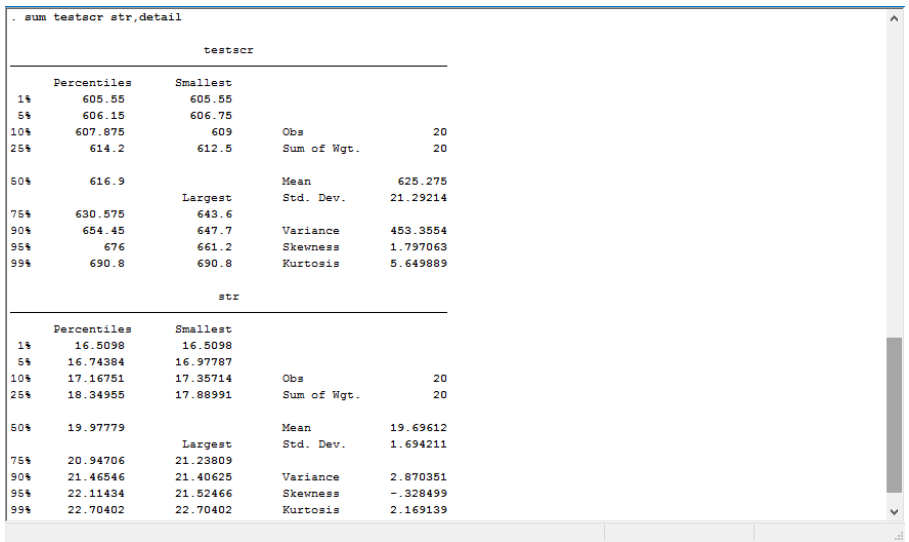 . sum testscr str,detail
testscr
Percentiles Smallest
1% 605.55 605.55
5% 606.15 606.75
10% 607.875 609 Obs 20
25% 614.2 612.5 Sum of Wgt. 20
50% 616.9 Mean 625.275
Largest Std. Dev. 21.29214
75% 630.575 643.6
90% 654.45 647.7 Variance 453.3554
95% 676 661.2 Skewness 1.797063
99% 690.8 690.8 Kurtosis 5.649889
str
Percentiles Smallest
1% 16.5098 16.5098
5% 16.74384 16.97787
10% 17.16751 17.35714 Obs 20
25% 18.34955 17.88991 Sum of Wgt. 20
50% 19.97779 Mean 19.69612
Largest Std. Dev. 1.694211
75% 20.94706 21.23809
90% 21.46546 21.40625 Variance 2.870351
95% 22.11434 21.52466 Skewness -.328499
99% 22.70402 22.70402 Kurtosis 2.169139